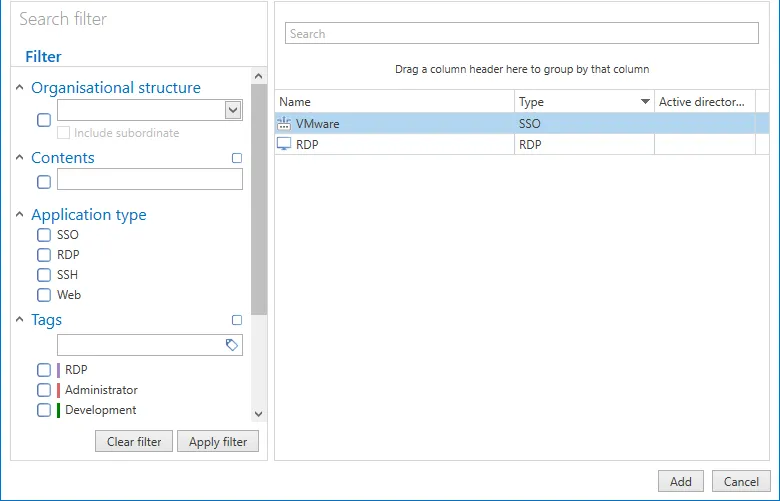 Search filter
Filter
Organisational structure
Include subordinate
Contents
Application type
SSO
RDP
SSH
Web
Tags
RDP
Administrator
Development
Clear filter
Apply filter
Search
Drag a column header here to group by that column
Name Type Active director...
VMware SSO
RDP RDP
Add
Cancel